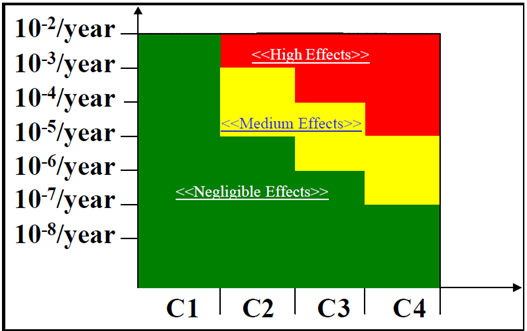 10⁻²/year
<<High Effects>>
10⁻³/year
10⁻⁴/year
<<Medium Effects>>
10⁻⁵/year
10⁻⁶/year
<<Negligible Effects>>
10⁻⁷/year
10⁻⁸/year
C1 C2 C3 C4